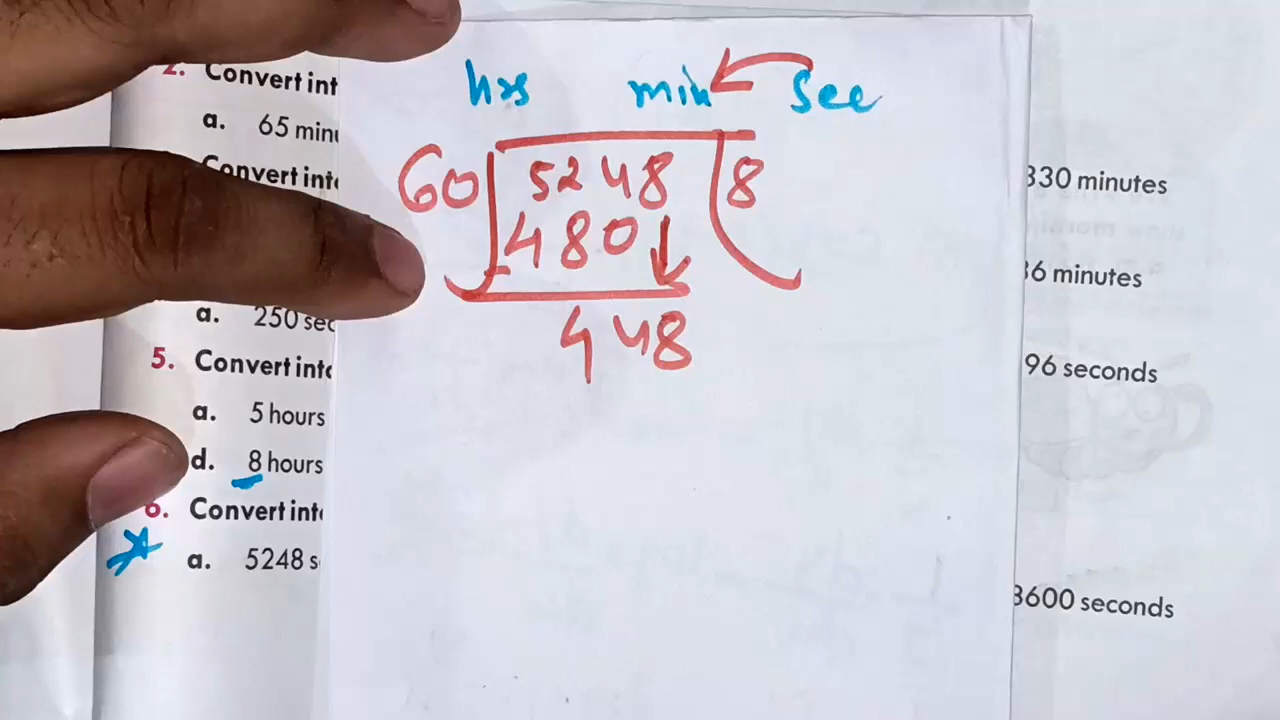 2. Convert int
a. 65 min
Convert int
a. 250 sec
5. Convert int
a. 5 hours
d. 8 hours
6. Convert int
a. 5248 s
hrs min sec
60 5248 8
480
448
330 minutes
36 minutes
96 seconds
3600 seconds